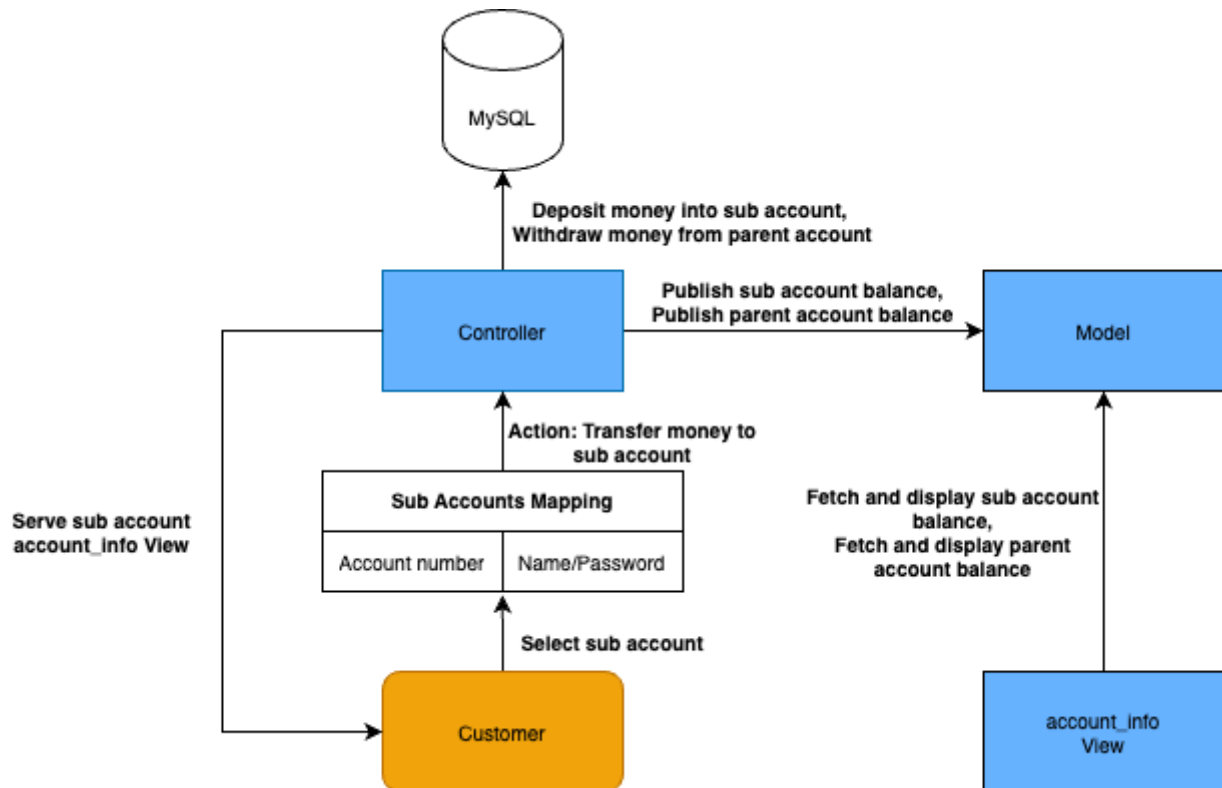 MySQL
Deposit money into sub account,
Withdraw money from parent account
Controller
Publish sub account balance,
Publish parent account balance
Model
Action: Transfer money to
sub account
Sub Accounts Mapping
Account number
Name/Password
Serve sub account
account_info View
Fetch and display sub account
balance,
Fetch and display parent
account balance
Select sub account
Customer
account_info
View